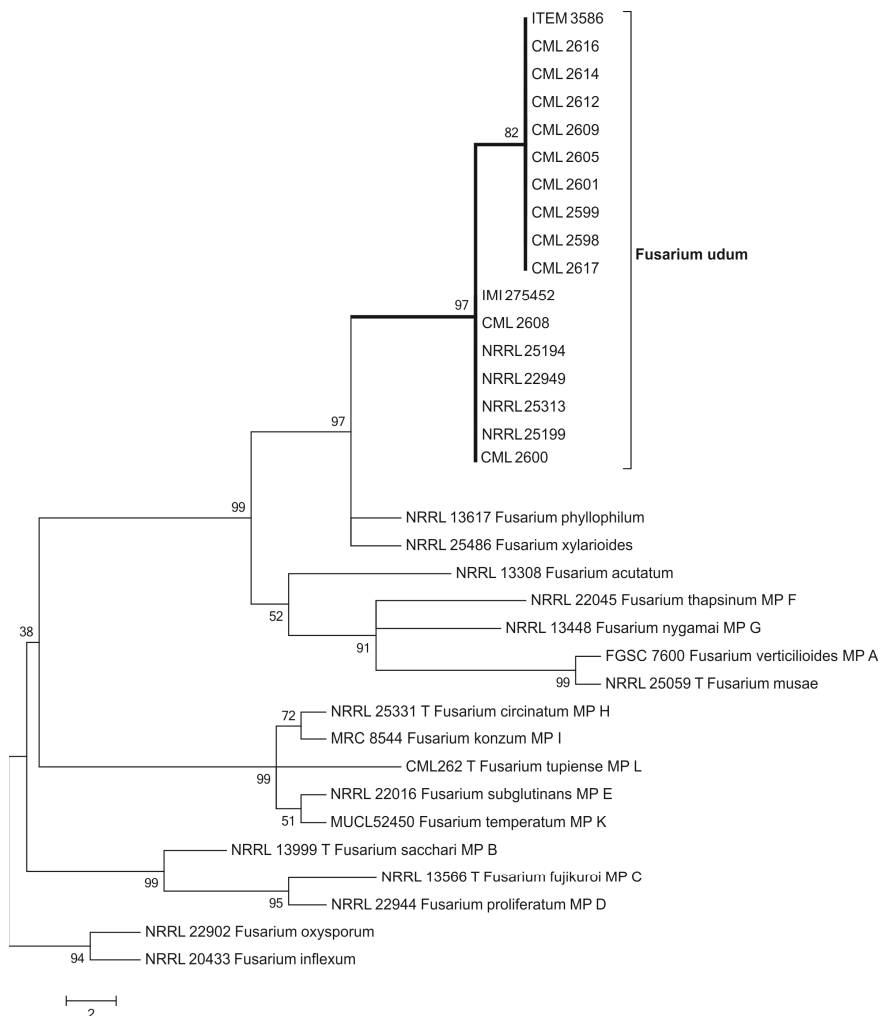 ITEM 3586
CML 2616
CML 2614
CML 2612
82
CML 2609
CML 2605
CML 2601
CML 2599
CML 2598
Fusarium udum
CML 2617
IMI 275452
97
CML 2608
NRRL 25194
NRRL 22949
NRRL 25313
97
NRRL 25199
CML 2600
99
NRRL 13617 Fusarium phyllophilum
NRRL 25486 Fusarium xylarioides
NRRL 13308 Fusarium acutatum
NRRL 22045 Fusarium thapsinum MP F
52
NRRL 13448 Fusarium nygamai MP G
38
91
FGSC 7600 Fusarium verticilioides MP A
99
NRRL 25059 T Fusarium musae
72
NRRL 25331 T Fusarium circinatum MP H
MRC 8544 Fusarium konzum MP I
CML262 T Fusarium tupiense MP L
99
NRRL 22016 Fusarium subglutinans MP E
51
MUCL52450 Fusarium temperatum MP K
NRRL 13999 T Fusarium sacchari MP B
99
NRRL 13566 T Fusarium fujikuroi MP C
95
NRRL 22944 Fusarium proliferatum MP D
NRRL 22902 Fusarium oxysporum
94
NRRL 20433 Fusarium inflexum
2